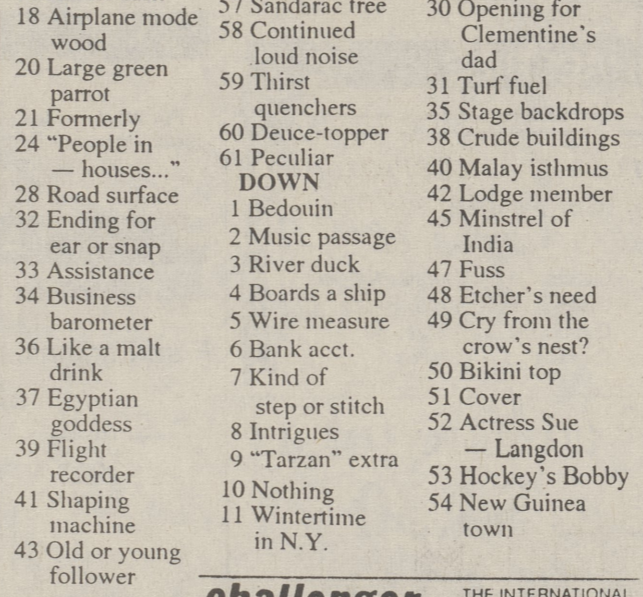 18 Airplane mode
wood
20 Large green
parrot
21 Formerly
24 “People in
— houses...”
28 Road surface
32 Ending for
ear or snap
33 Assistance
34 Business
barometer
36 Like a malt
drink
37 Egyptian
goddess
39 Flight
recorder
41 Shaping
machine
43 Old or young
follower
57 Sandarac tree
58 Continued
loud noise
59 Thirst
quenchers
60 Deuce-topper
61 Peculiar
DOWN
1 Bedouin
2 Music passage
3 River duck
4 Boards a ship
5 Wire measure
6 Bank acct.
7 Kind of
step or stitch
8 Intrigues
9 “Tarzan” extra
10 Nothing
11 Wintertime
in N.Y.
30 Opening for
Clementine’s
dad
31 Turf fuel
35 Stage backdrops
38 Crude buildings
40 Malay isthmus
42 Lodge member
45 Minstrel of
India
47 Fuss
48 Etcher’s need
49 Cry from the
crow’s nest?
50 Bikini top
51 Cover
52 Actress Sue
— Langdon
53 Hockey’s Bobby
54 New Guinea
town
challenger
THE INTERNATIONAL